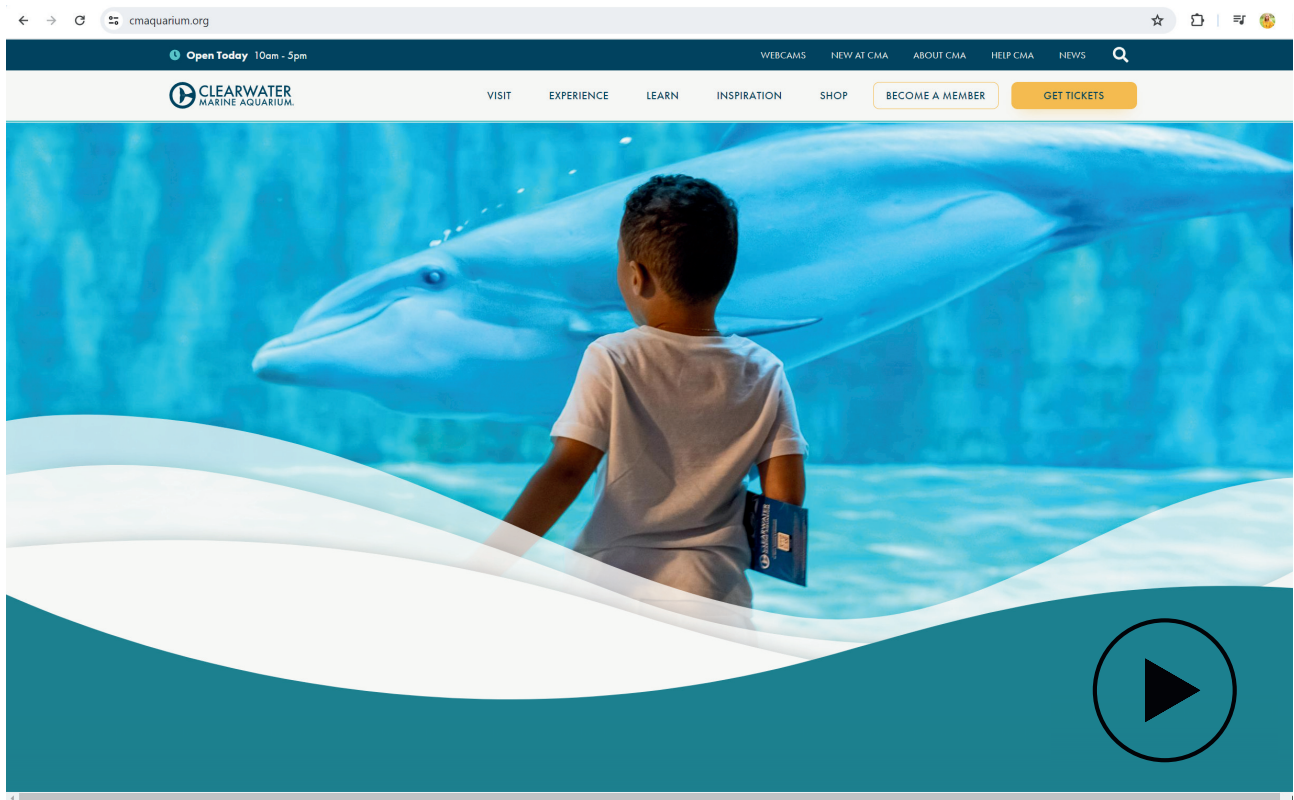 cmaquarium.org
Open Today 10am - 5pm
WEBCAMS NEW AT CMA ABOUT CMA HELP CMA NEWS
CLEARWATER
MARINE AQUARIUM.
VISIT EXPERIENCE LEARN INSPIRATION SHOP BECOME A MEMBER GET TICKETS
CLEARWATER